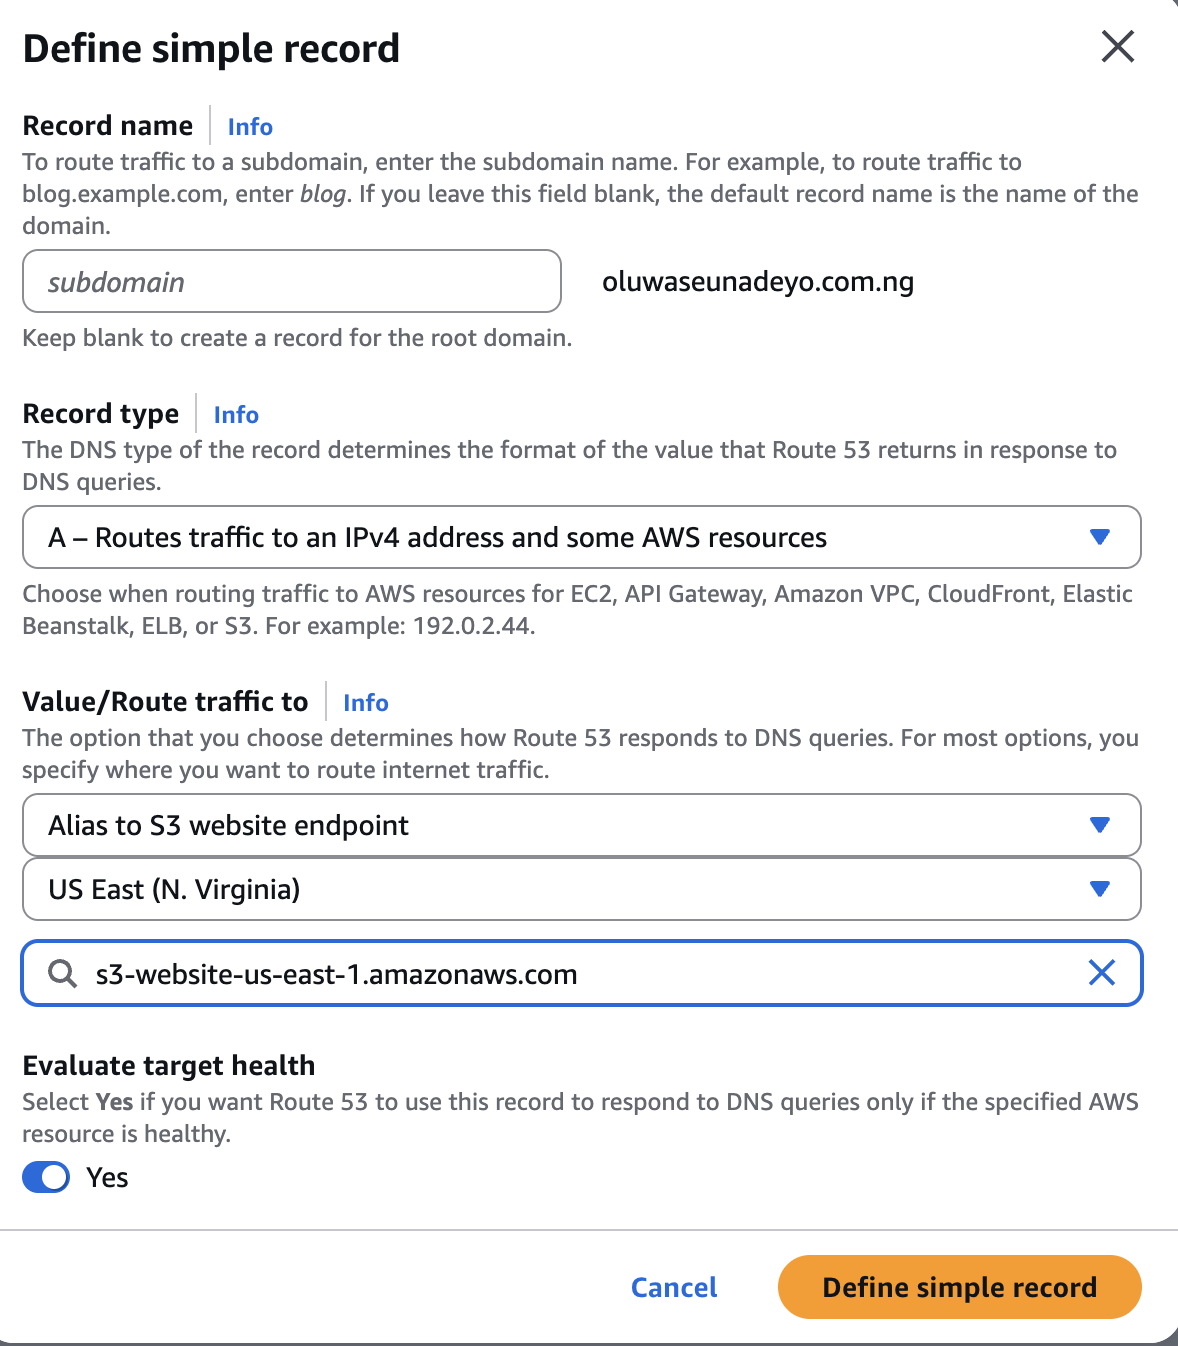 Define simple record
Record name
Info
To route traffic to a subdomain, enter the subdomain name. For example, to route traffic to
blog.example.com, enter blog. If you leave this field blank, the default record name is the name of the
domain.
subdomain
oluwaseunadeyo.com.ng
Keep blank to create a record for the root domain.
Record type
Info
The DNS type of the record determines the format of the value that Route 53 returns in response to
DNS queries.
A – Routes traffic to an IPv4 address and some AWS resources
Choose when routing traffic to AWS resources for EC2, API Gateway, Amazon VPC, CloudFront, Elastic
Beanstalk, ELB, or S3. For example: 192.0.2.44.
Value/Route traffic to
Info
The option that you choose determines how Route 53 responds to DNS queries. For most options, you
specify where you want to route internet traffic.
Alias to S3 website endpoint
US East (N. Virginia)
s3-website-us-east-1.amazonaws.com
Evaluate target health
Select Yes if you want Route 53 to use this record to respond to DNS queries only if the specified AWS
resource is healthy.
Yes
Cancel
Define simple record